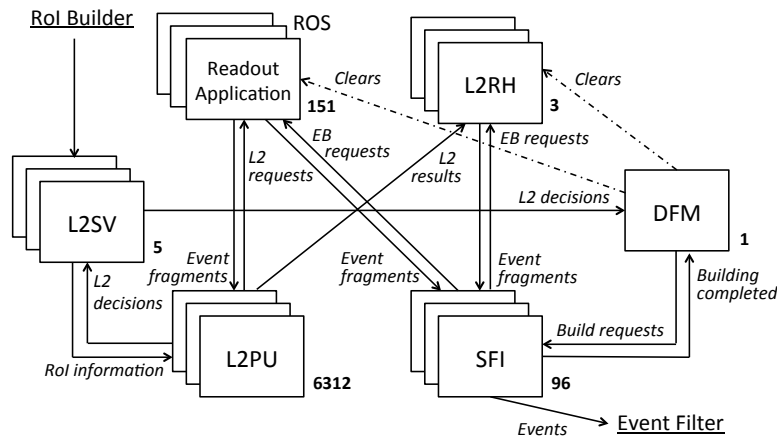 RoI Builder
ROS
Readout
Application
151
Clears
L2RH
3
Clears
L2
requests
EB
requests
L2
results
EB requests
L2SV
5
L2 decisions
DFM
1
Event
fragments
Event
fragments
Event
fragments
L2
decisions
Building
completed
RoI information
L2PU
6312
Build requests
SFI
96
Events
Event Filter